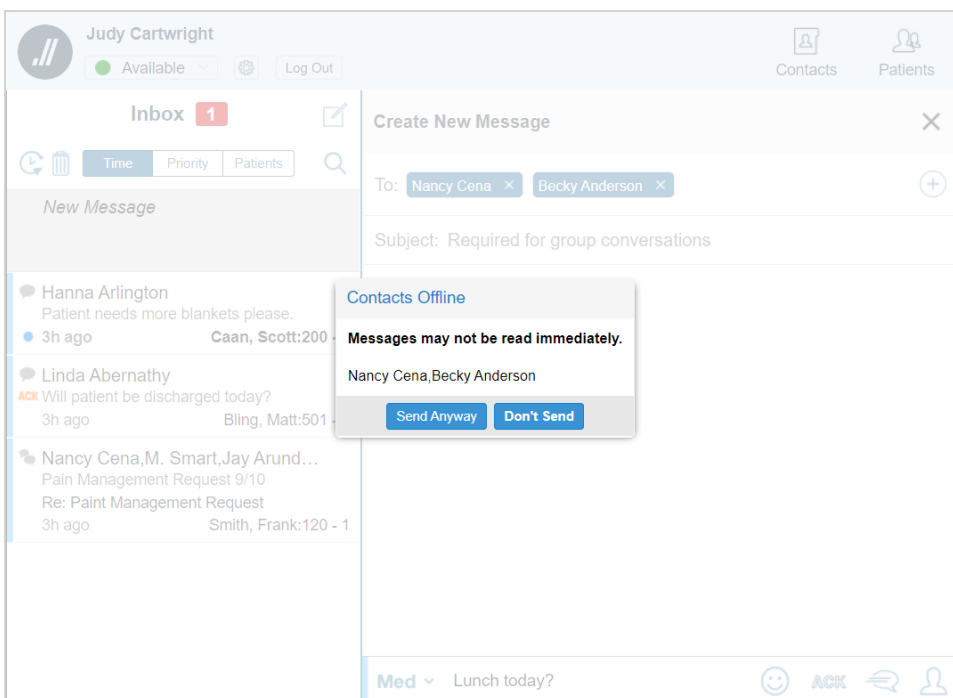 Judy Cartwright
Available
Log Out
Contacts
Patients
Inbox 1
Time Priority Patients
New Message
Hanna Arlington
Patient needs more blankets please.
3h ago Caan, Scott:200 -
Linda Abernathy
ACK Will patient be discharged today?
3h ago Bling, Matt:501 -
Nancy Cena,M. Smart,Jay Arund...
Pain Management Request 9/10
Re: Paint Management Request
3h ago Smith, Frank:120 - 1
Create New Message
To: Nancy Cena × Becky Anderson ×
Subject: Required for group conversations
Contacts Offline
Messages may not be read immediately.
Nancy Cena,Becky Anderson
Send Anyway Don't Send
Med Lunch today? ACK